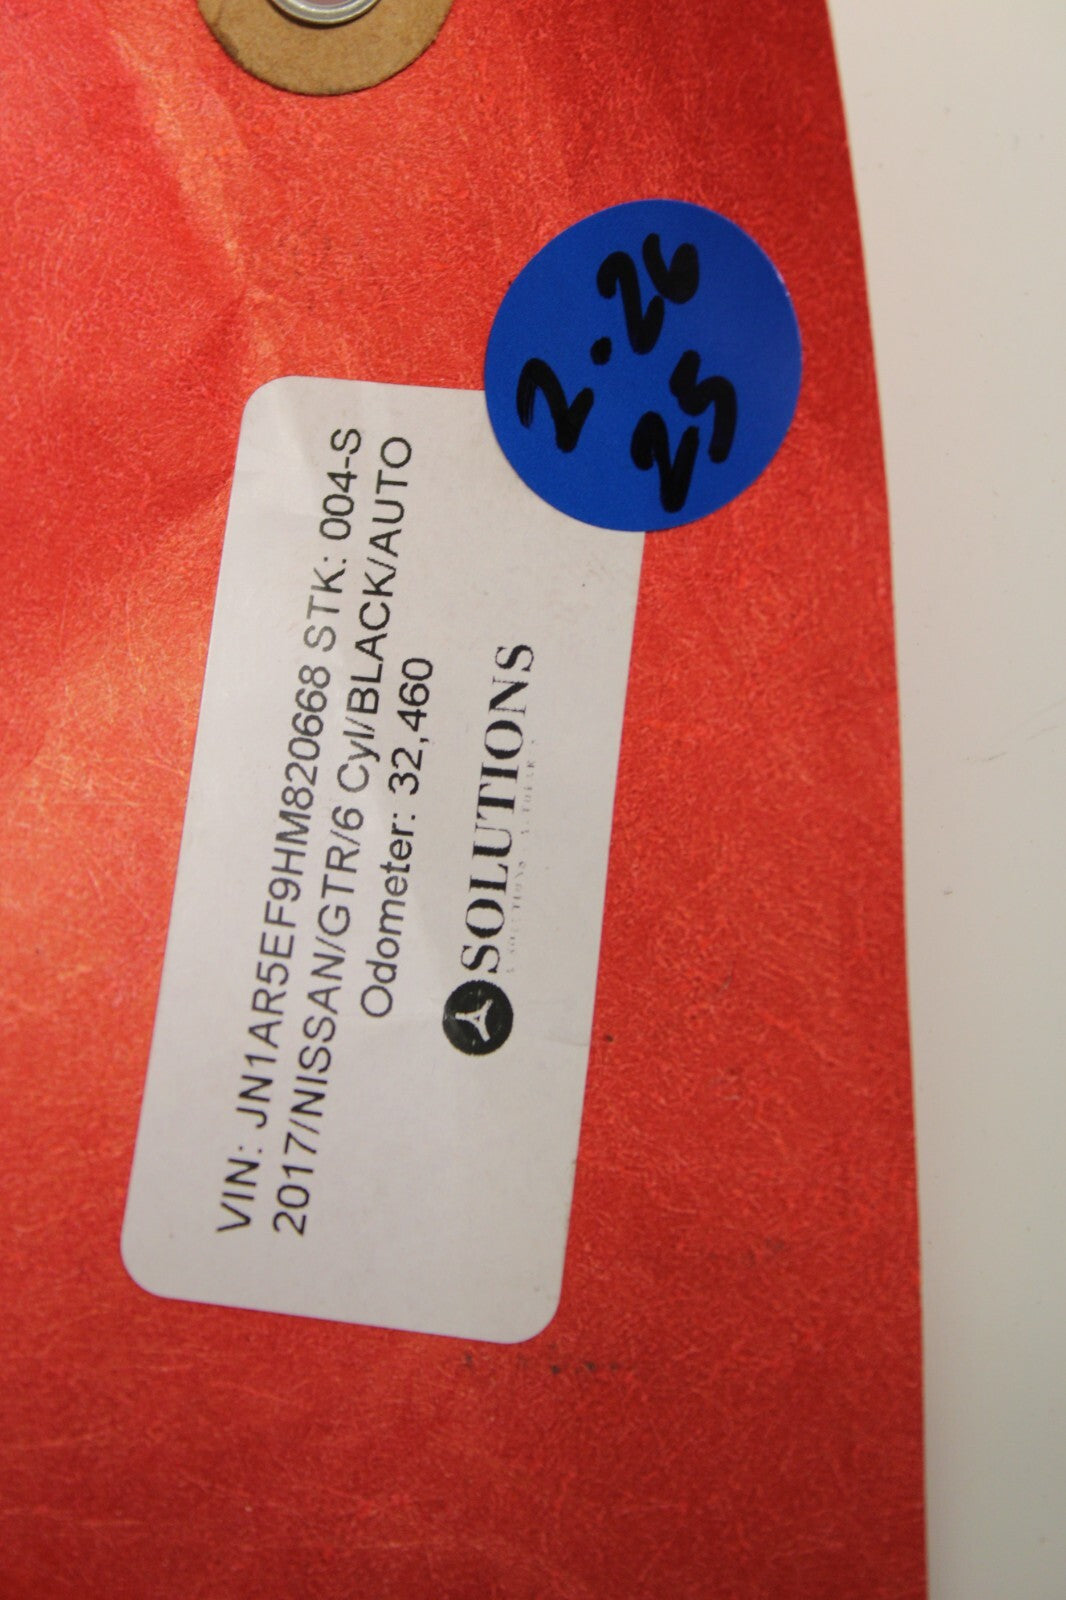 VIN: JN1AR5EF9HM820668 STK: 004-S
2017/NISSAN/GTR/6 Cyl/BLACK/AUTO
Odometer: 32,460
SOLUTIONS
2.26
25